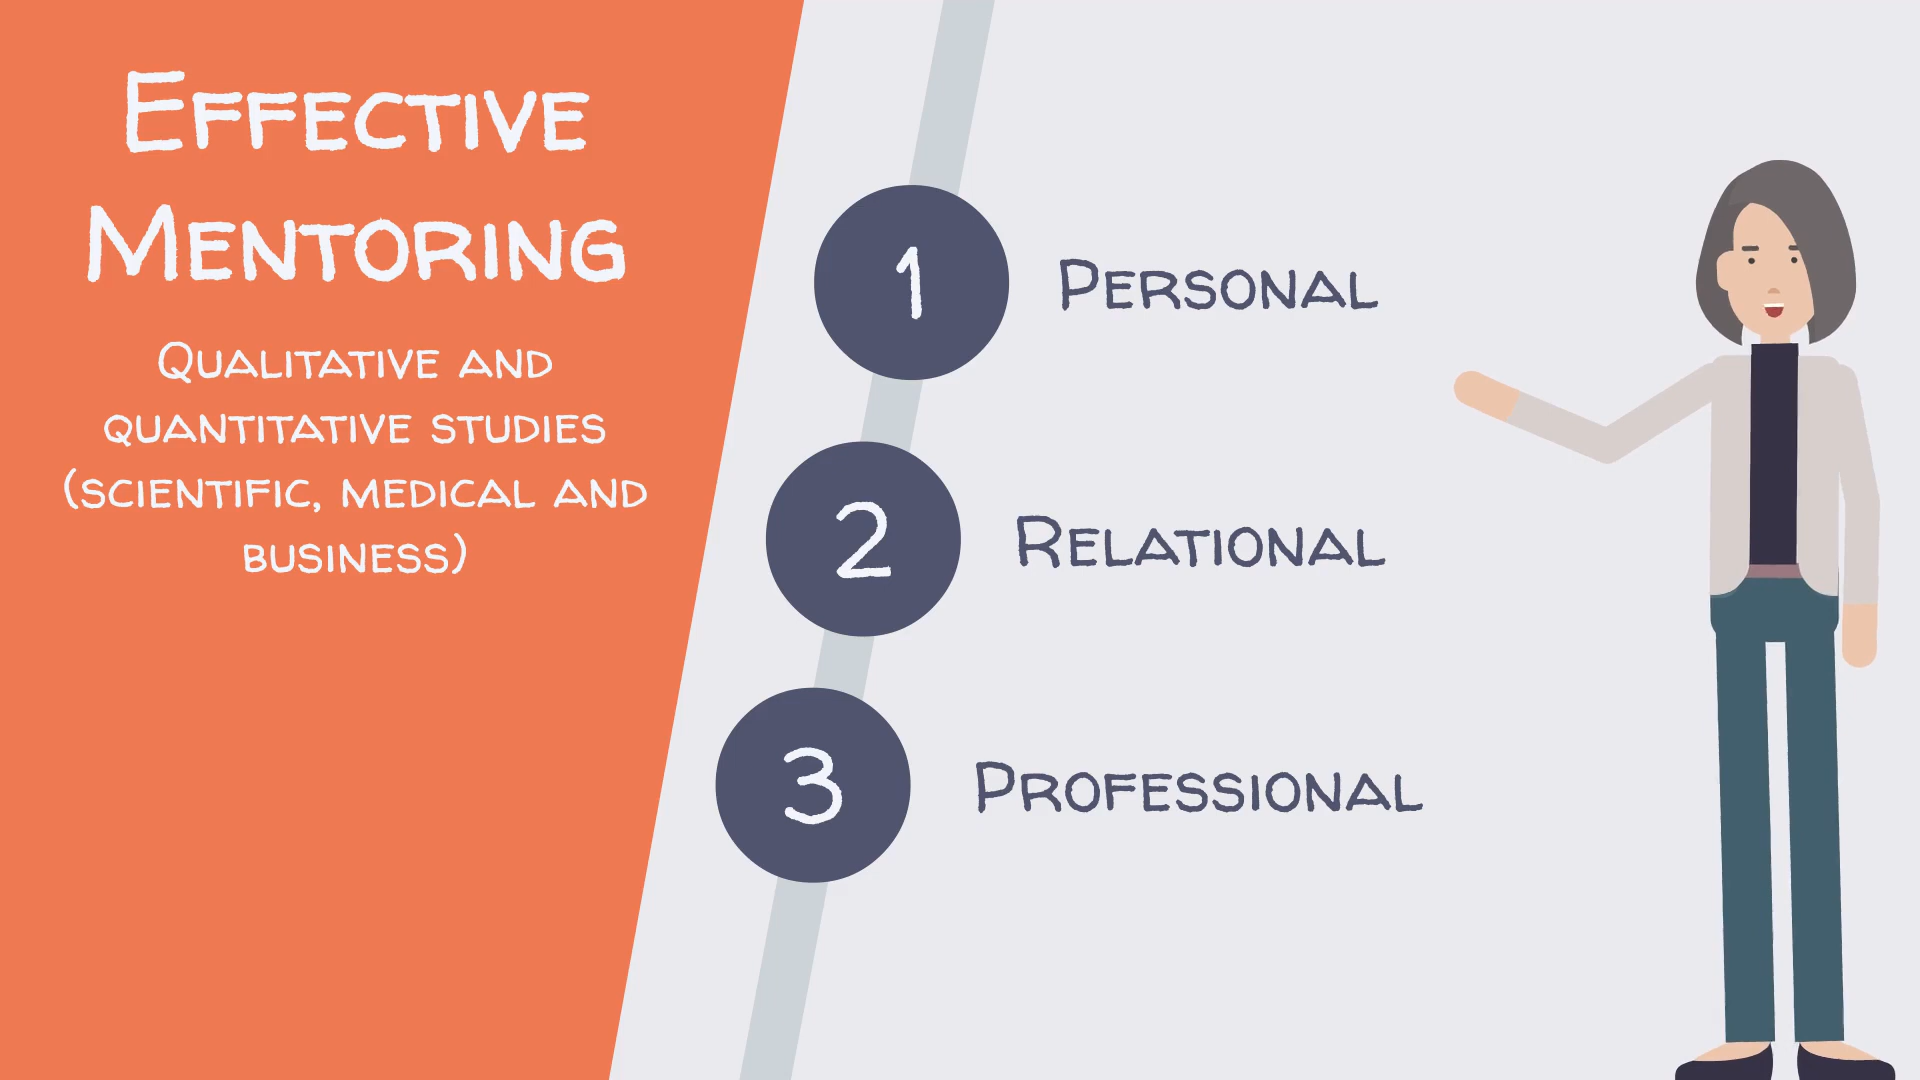 Effective
Mentoring
Qualitative and
quantitative studies
(scientific, medical and
business)
1 Personal
2 Relational
3 Professional